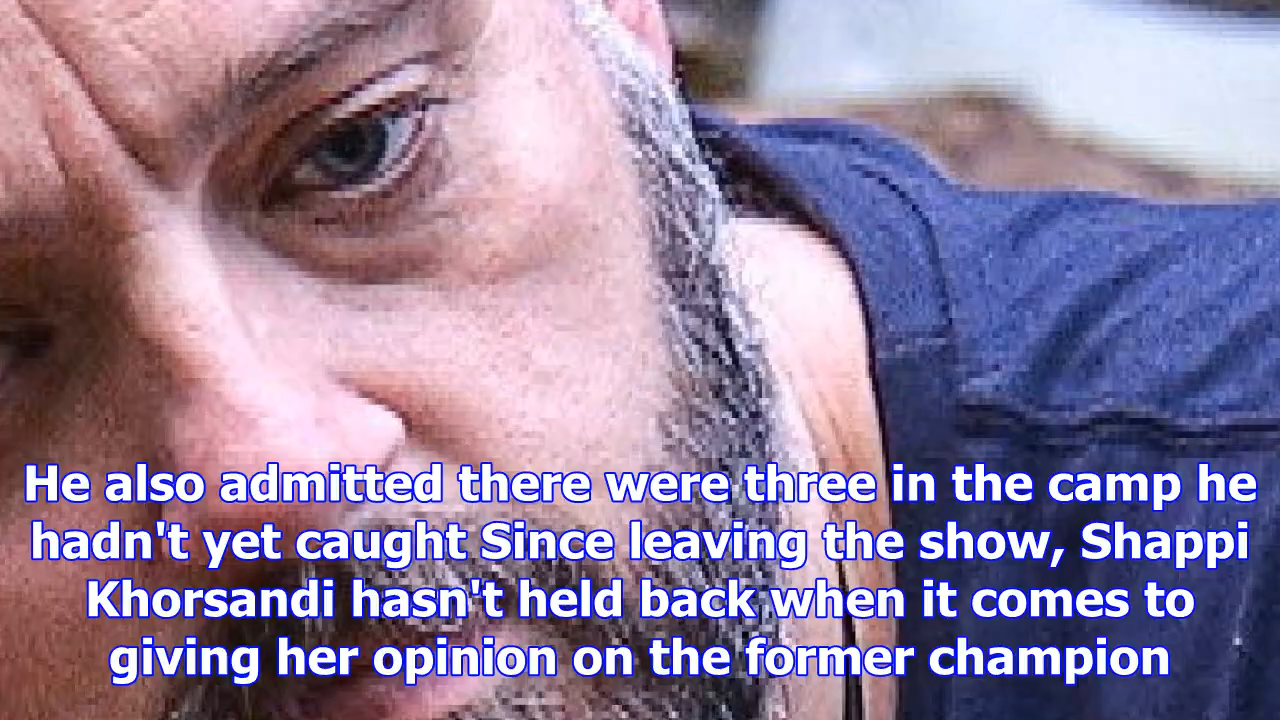 He also admitted there were three in the camp he
hadn't yet caught Since leaving the show, Shappi
Khorsandi hasn't held back when it comes to
giving her opinion on the former champion